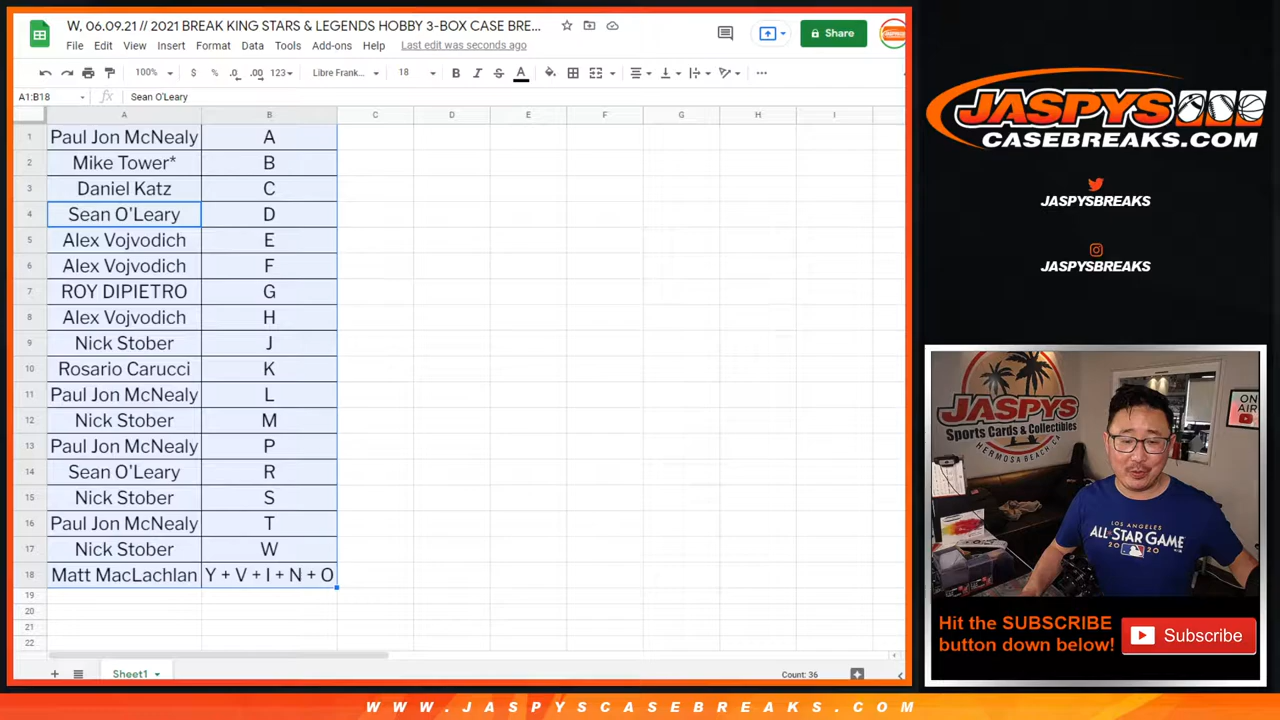 W, 06.09.21 // 2021 BREAK KING STARS & LEGENDS HOBBY 3-BOX CASE BRE...
File Edit View Insert Format Data Tools Add-ons Help Last edit was seconds ago
Share
100% $ % .0 .00 123 Libre Frank... 18 B I S A
A1:B18 fx Sean O'Leary
A B C D E F G H I
1 Paul Jon McNealy A
2 Mike Tower* B
3 Daniel Katz C
4 Sean O'Leary D
5 Alex Vojvodich E
6 Alex Vojvodich F
7 ROY DIPIETRO G
8 Alex Vojvodich H
9 Nick Stober J
10 Rosario Carucci K
11 Paul Jon McNealy L
12 Nick Stober M
13 Paul Jon McNealy P
14 Sean O'Leary R
15 Nick Stober S
16 Paul Jon McNealy T
17 Nick Stober W
18 Matt MacLachlan Y + V + I + N + O
19
20
21
22
Sheet1
Count: 36
JASPYS
CASEBREAKS.COM
JASPYSBREAKS
JASPYSBREAKS
JASPYS
Sports Cards & Collectibles
HERMOSA BEACH, CA
ON
AIR
LOS ANGELES
ALL-STAR GAME
2020
Hit the SUBSCRIBE
button down below!
Subscribe
WWW.JASPYSCASEBREAKS.COM